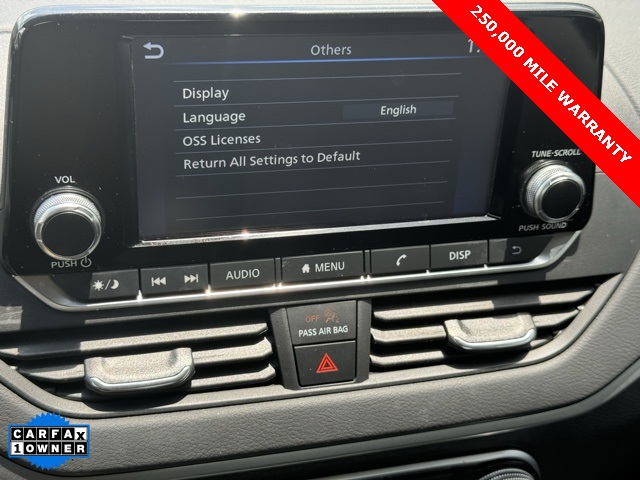 250,000 MILE WARRANTY
Others
Display
Language English
OSS Licenses
Return All Settings to Default
VOL
PUSH
TUNE·SCROLL
PUSH SOUND
AUDIO
MENU
DISP
OFF
PASS AIR BAG
CARFAX
1 OWNER